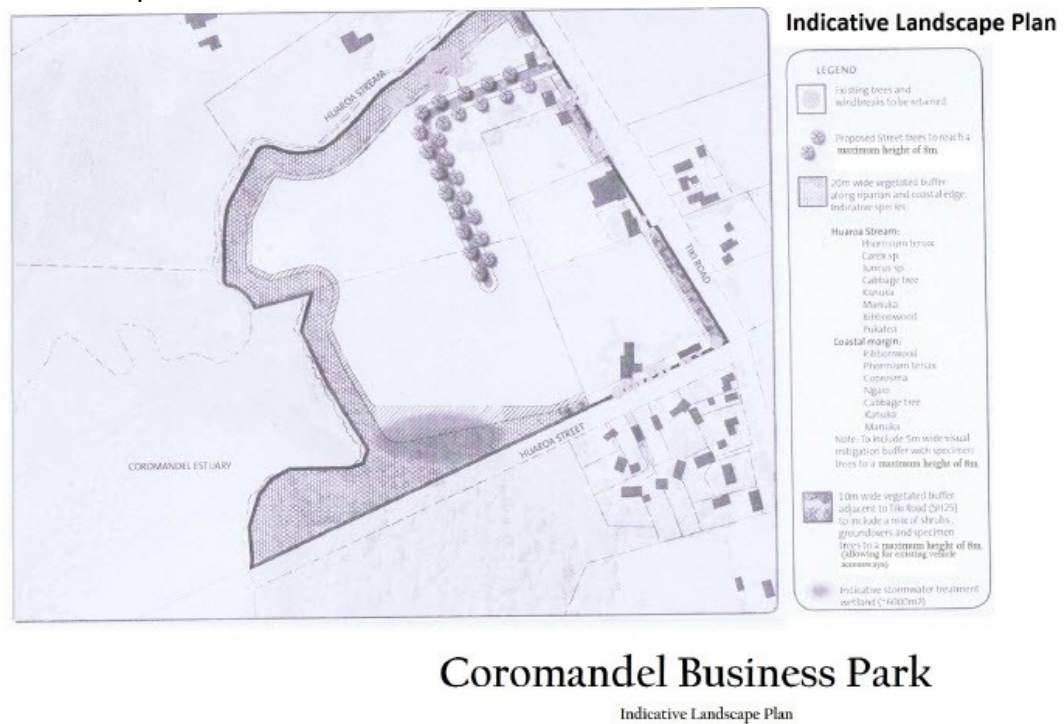 Indicative Landscape Plan
LEGEND
Existing trees and
windbreaks to be retained
Proposed Street trees to reach a
maximum height of 8m.
20m wide vegetated buffer
along riparian and coastal edge.
Indicative species:
Huaroa Stream:
Phormium tenax
Carex sp.
Juncus sp.
Cabbage tree
Kanuka
Manuka
Ribbonwood
Pukatea
Coastal margin:
Ribbonwood
Phormium tenax
Coprosma
Ngaio
Cabbage tree
Kanuka
Manuka
Note: To include 5m wide visual
mitigation buffer with specimen
trees to a maximum height of 8m.
10m wide vegetated buffer
adjacent to Tiki Road (SH25)
to include a mix of shrubs,
groundcovers and specimen
trees to a maximum height of 8m.
(allowing for existing vehicle
accessways)
Indicative stormwater treatment
wetland (~6000m2)
HUAROA STREAM
TIKI ROAD
HUAROA STREET
COROMANDEL ESTUARY
Coromandel Business Park
Indicative Landscape Plan